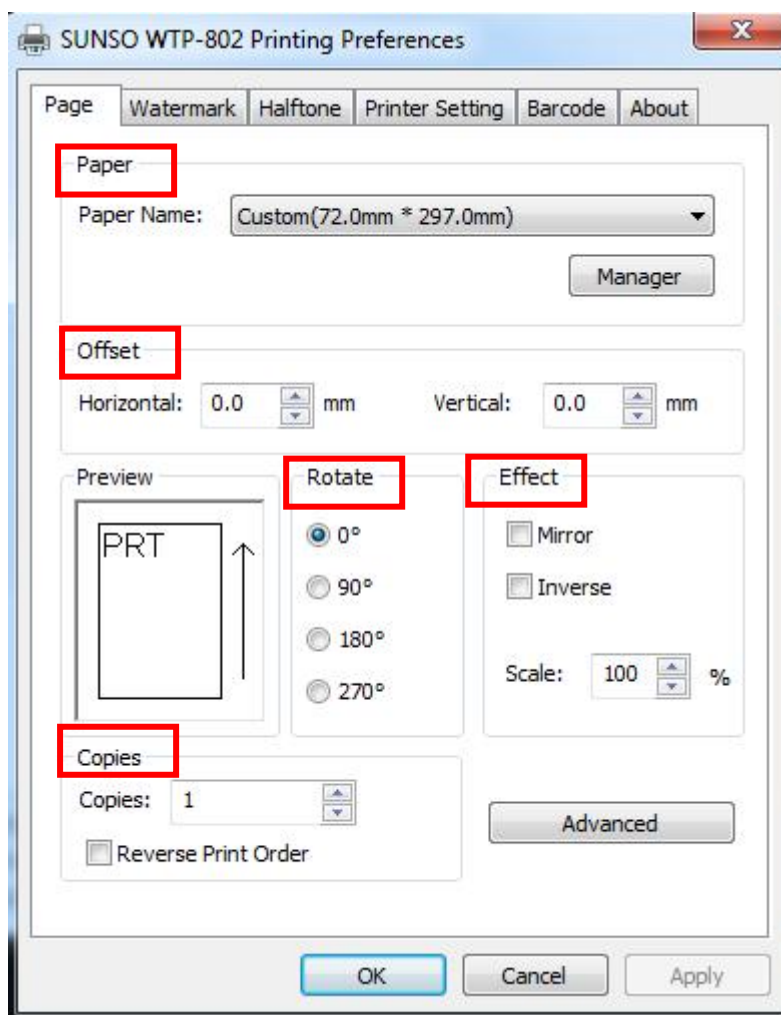 SUNSO WTP-802 Printing Preferences
Page Watermark Halftone Printer Setting Barcode About
Paper
Paper Name: Custom(72.0mm * 297.0mm)
Manager
Offset
Horizontal: 0.0 mm Vertical: 0.0 mm
Preview Rotate Effect
PRT 0° Mirror
90° Inverse
180°
Scale: 100 %
270°
Copies
Copies: 1
Advanced
Reverse Print Order
OK Cancel Apply